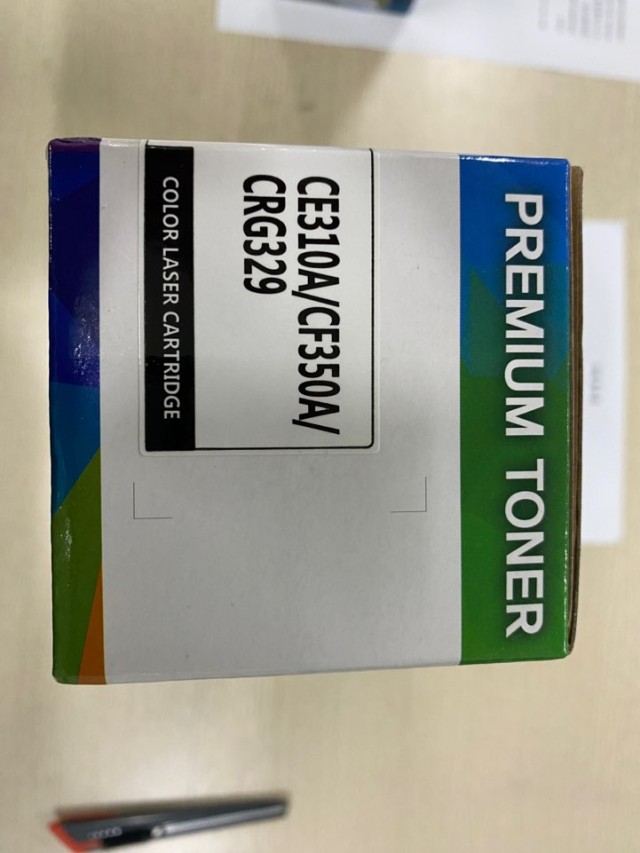 PREMIUM TONER
CE310A/CF350A/
CRG329
COLOR LASER CARTRIDGE